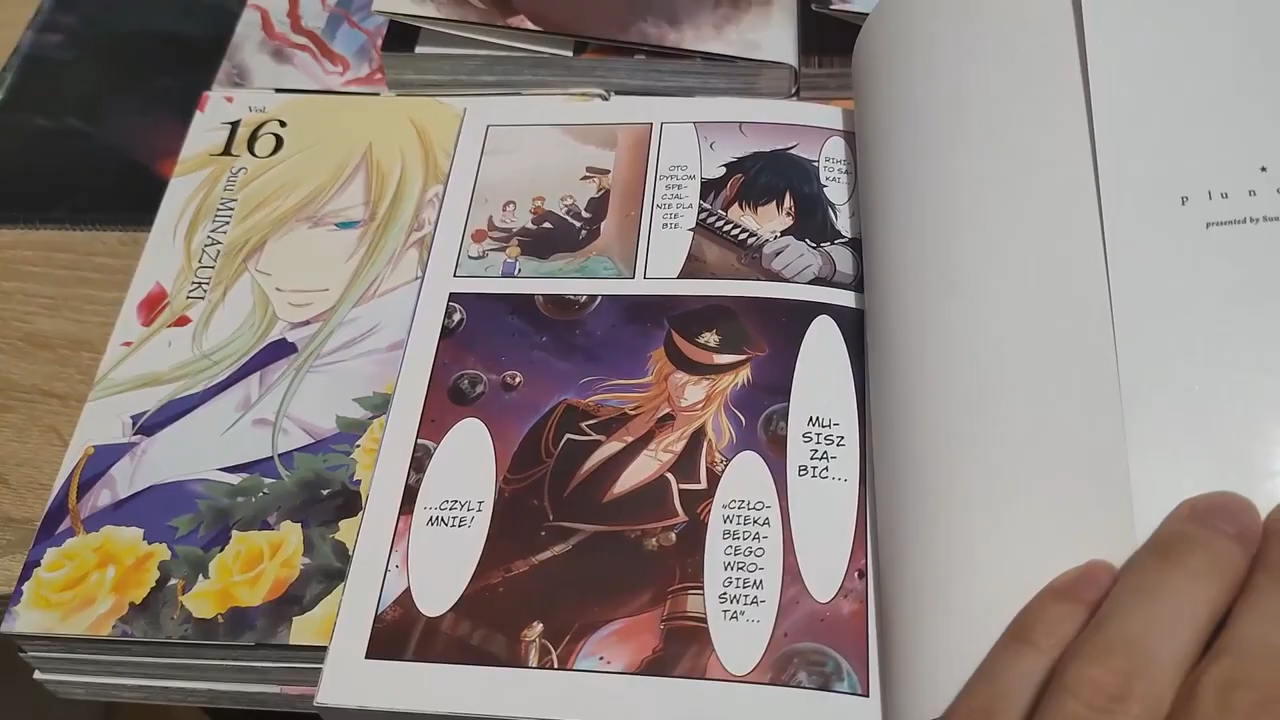 Vol.
16
Suu MINAZUKI
RIHI-
TO SA-
KAI...
OTO
DYPLOM
SPE-
CJAL-
NIE DLA
CIE-
BIE.
MU-
SISZ
ZA-
BIĆ...
„CZŁO-
WIEKA
BĘDĄ-
CEGO
WRO-
GIEM
ŚWIA-
TA”...
...CZYLI
MNIE!
presented by